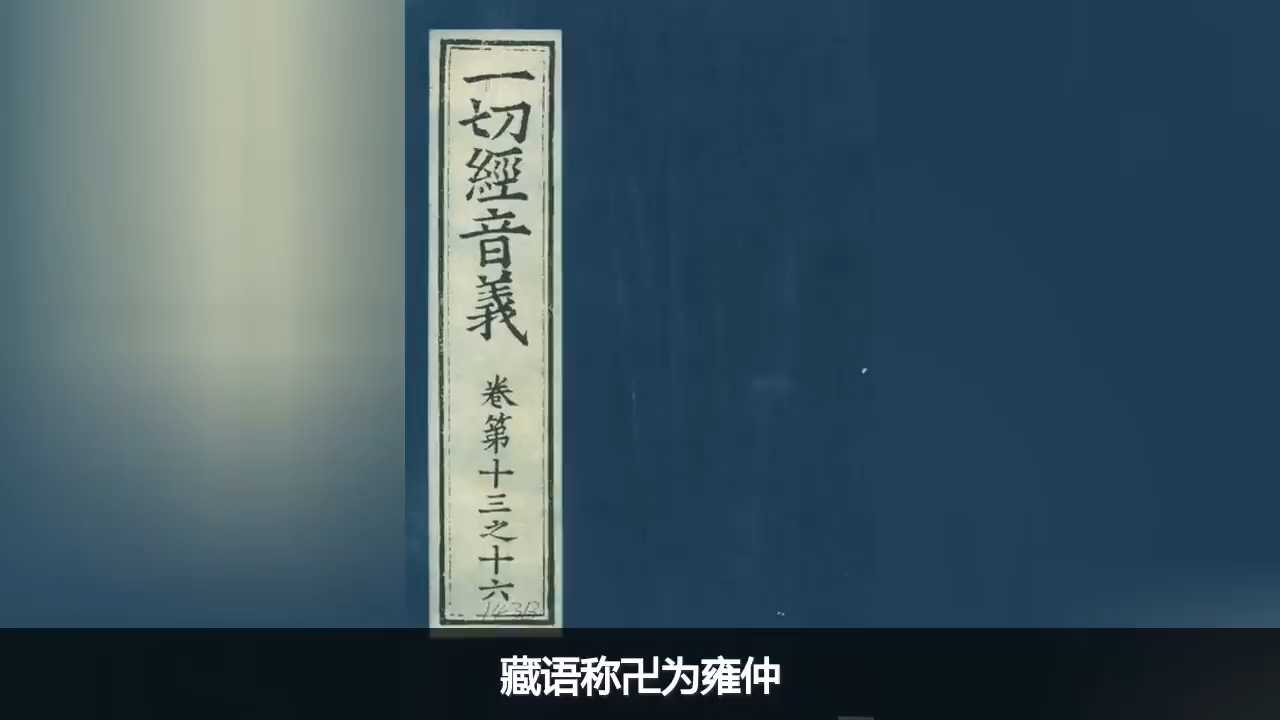 一切經音義
卷第十三之十六
藏语称卍为雍仲